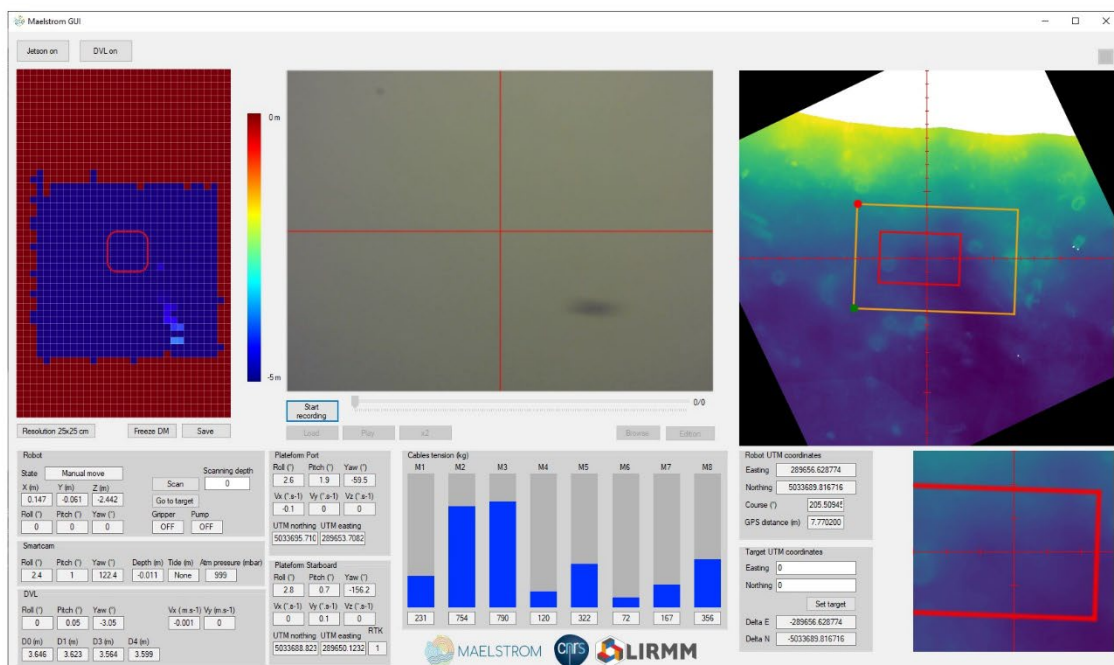 Maelstrom GUI
Jetson on DVL on
0 m
-5 m
Start recording
0/0
Load Play x2 Browse Edition
Resolution 25x25 cm Freeze DM Save
Robot
State Manual move
Scanning depth
Scan 0
X (m) Y (m) Z (m)
0.147 -0.061 -2.442
Go to target
Roll (°) Pitch (°) Yaw (°) Gripper Pump
0 0 0 OFF OFF
Smartcam
Roll (°) Pitch (°) Yaw (°) Depth (m) Tide (m) Atm pressure (mbar)
2.4 1 122.4 -0.011 None 999
DVL
Roll (°) Pitch (°) Yaw (°) Vx (m.s-1) Vy (m.s-1)
0 0.05 -3.05 -0.001 0
D0 (m) D1 (m) D3 (m) D4 (m)
3.646 3.623 3.564 3.599
Plateform Port
Roll (°) Pitch (°) Yaw (°)
2.6 1.9 -59.5
Vx (°.s-1) Vy (°.s-1) Vz (°.s-1)
-0.1 0 0
UTM northing UTM easting
5033695.710 289653.7082
Plateform Starboard
Roll (°) Pitch (°) Yaw (°)
2.8 0.7 -156.2
Vx (°.s-1) Vy (°.s-1) Vz (°.s-1)
0 0.1 0
RTK
UTM northing UTM easting
5033688.823 289650.1232 1
Cables tension (kg)
M1 M2 M3 M4 M5 M6 M7 M8
231 754 790 120 322 72 167 356
MAELSTROM cnrs LIRMM
Robot UTM coordinates
Easting 289656.628774
Northing 5033689.816716
Course (°) 205.50945
GPS distance (m) 7.770200
Target UTM coordinates
Easting 0
Northing 0
Set target
Delta E -289656.628774
Delta N -5033689.816716